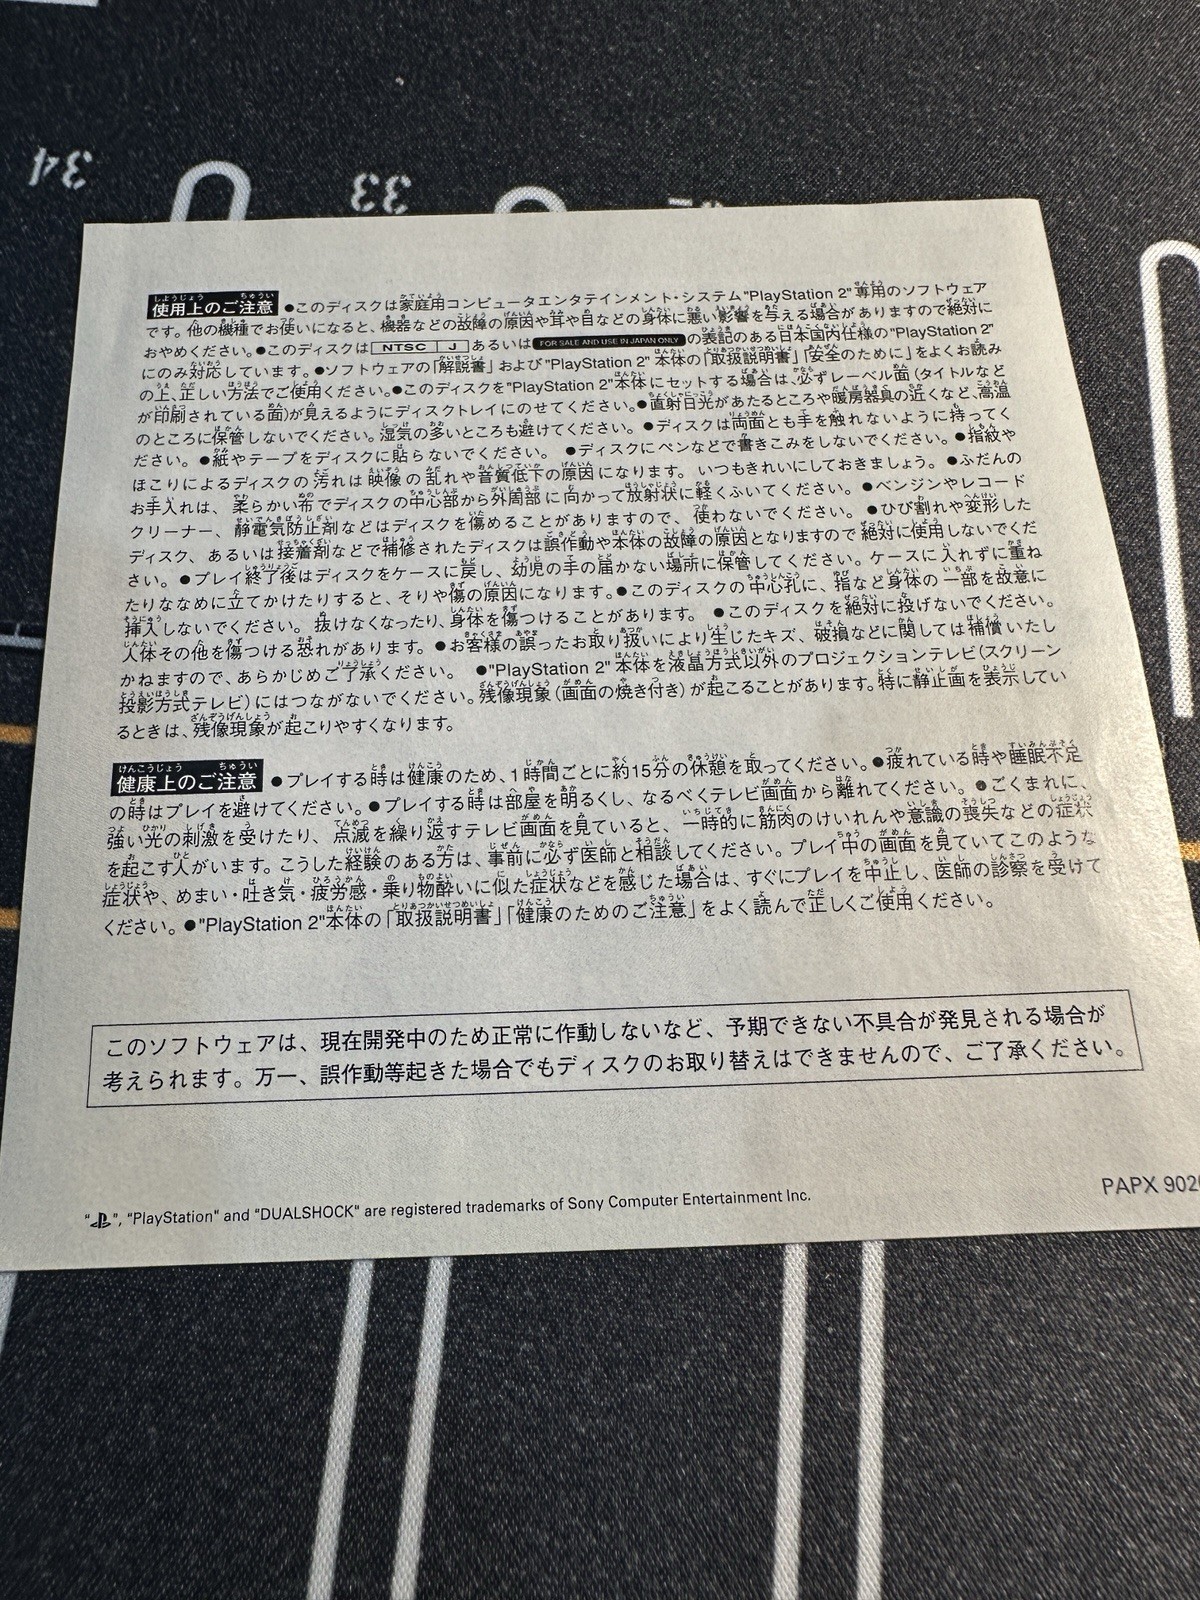 34
33
使用上のご注意 ●このディスクは家庭用コンピュータエンタテインメント・システム"PlayStation 2"専用のソフトウェア
です。他の機種でお使いになると、機器などの故障の原因や耳や目などの身体に悪い影響を与える場合がありますので絶対に
おやめください。●このディスクは NTSC J あるいは FOR SALE AND USE IN JAPAN ONLY の表記のある日本国内仕様の"PlayStation 2"
にのみ対応しています。●ソフトウェアの「解説書」および"PlayStation 2"本体の「取扱説明書」「安全のために」をよくお読み
の上、正しい方法でご使用ください。●このディスクを"PlayStation 2"本体にセットする場合は、必ずレーベル面(タイトルなど
が印刷されている面)が見えるようにディスクトレイにのせてください。●直射日光があたるところや暖房器具の近くなど、高温
のところに保管しないでください。湿気の多いところも避けてください。●ディスクは両面とも手を触れないように持ってく
ださい。●紙やテープをディスクに貼らないでください。●ディスクにペンなどで書きこみをしないでください。●指紋や
ほこりによるディスクの汚れは映像の乱れや音質低下の原因になります。いつもきれいにしておきましょう。●ふだんの
お手入れは、柔らかい布でディスクの中心部から外周部に向かって放射状に軽くふいてください。●ベンジンやレコード
クリーナー、静電気防止剤などはディスクを傷めることがありますので、使わないでください。●ひび割れや変形した
ディスク、あるいは接着剤などで補修されたディスクは誤作動や本体の故障の原因となりますので絶対に使用しないでくだ
さい。●プレイ終了後はディスクをケースに戻し、幼児の手の届かない場所に保管してください。ケースに入れずに重ね
たりななめに立てかけたりすると、そりや傷の原因になります。●このディスクの中心孔に、指など身体の一部を故意に
挿入しないでください。抜けなくなったり、身体を傷つけることがあります。●このディスクを絶対に投げないでください。
人体その他を傷つける恐れがあります。●お客様の誤ったお取り扱いにより生じたキズ、破損などに関しては補償いたし
かねますので、あらかじめご了承ください。●"PlayStation 2"本体を液晶方式以外のプロジェクションテレビ(スクリーン
投影方式テレビ)にはつながないでください。残像現象(画面の焼き付き)が起こることがあります。特に静止画を表示してい
るときは、残像現象が起こりやすくなります。
健康上のご注意 ●プレイする時は健康のため、1時間ごとに約15分の休憩を取ってください。●疲れている時や睡眠不足
の時はプレイを避けてください。●プレイする時は部屋を明るくし、なるべくテレビ画面から離れてください。●ごくまれに、
強い光の刺激を受けたり、点滅を繰り返すテレビ画面を見ていると、一時的に筋肉のけいれんや意識の喪失などの症状
を起こす人がいます。こうした経験のある方は、事前に必ず医師と相談してください。プレイ中の画面を見ていてこのような
症状や、めまい・吐き気・疲労感・乗り物酔いに似た症状などを感じた場合は、すぐにプレイを中止し、医師の診察を受けて
ください。●"PlayStation 2"本体の「取扱説明書」「健康のためのご注意」をよく読んで正しくご使用ください。
このソフトウェアは、現在開発中のため正常に作動しないなど、予期できない不具合が発見される場合が
考えられます。万一、誤作動等起きた場合でもディスクのお取り替えはできませんので、ご了承ください。
PAPX 902
" ", "PlayStation" and "DUALSHOCK" are registered trademarks of Sony Computer Entertainment Inc.